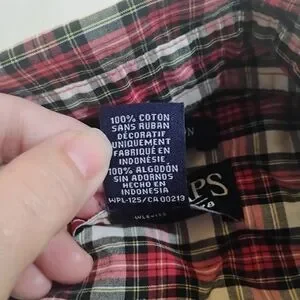 100% COTON
SANS RUBAN
DÉCORATIF
UNIQUEMENT
FABRIQUÉ EN
INDONÉSIE
100% ALGODÓN
SIN ADORNOS
HECHO EN
INDONESIA
WPL-125/CA 00213